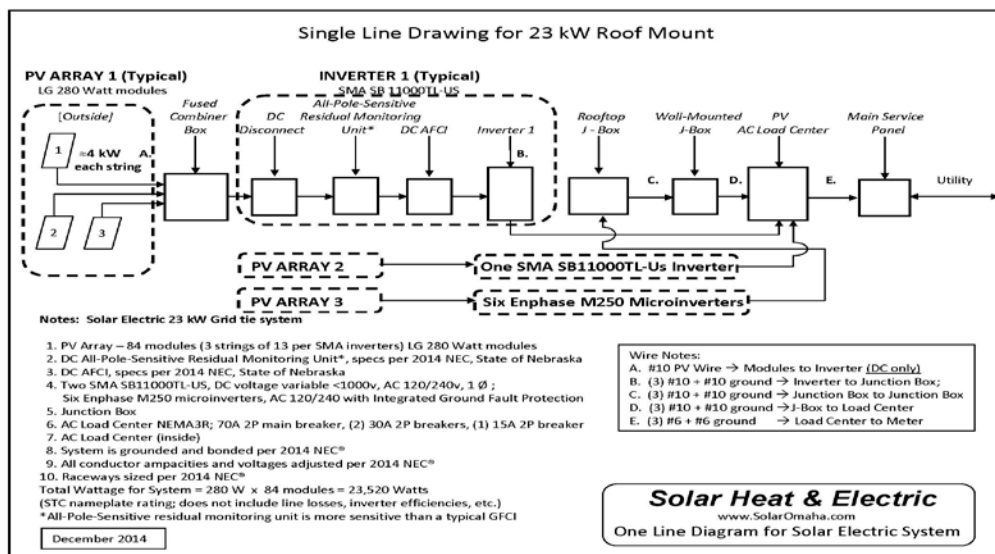 Single Line Drawing for 23 kW Roof Mount
PV ARRAY 1 (Typical)
LG 280 Watt modules
[Outside]
1
≈4 kW
each string
A.
2
3
Fused
Combiner
Box
INVERTER 1 (Typical)
SMA SB 11000TL-US
DC
Disconnect
All-Pole-Sensitive
Residual Monitoring
Unit*
DC AFCI
Inverter 1
B.
Rooftop
J - Box
C.
Wall-Mounted
J-Box
D.
PV
AC Load Center
E.
Main Service
Panel
Utility
PV ARRAY 2
One SMA SB11000TL-Us Inverter
PV ARRAY 3
Six Enphase M250 Microinverters
Notes: Solar Electric 23 kW Grid tie system
1. PV Array – 84 modules (3 strings of 13 per SMA inverters) LG 280 Watt modules
2. DC All-Pole-Sensitive Residual Monitoring Unit*, specs per 2014 NEC, State of Nebraska
3. DC AFCI, specs per 2014 NEC, State of Nebraska
4. Two SMA SB11000TL-US, DC voltage variable <1000v, AC 120/240v, 1 Ø ;
Six Enphase M250 microinverters, AC 120/240 with Integrated Ground Fault Protection
5. Junction Box
6. AC Load Center NEMA3R; 70A 2P main breaker, (2) 30A 2P breakers, (1) 15A 2P breaker
7. AC Load Center (inside)
8. System is grounded and bonded per 2014 NEC®
9. All conductor ampacities and voltages adjusted per 2014 NEC®
10. Raceways sized per 2014 NEC®
Total Wattage for System = 280 W x 84 modules = 23,520 Watts
(STC nameplate rating; does not include line losses, inverter efficiencies, etc.)
*All-Pole-Sensitive residual monitoring unit is more sensitive than a typical GFCI
December 2014
Wire Notes:
A. #10 PV Wire → Modules to Inverter (DC only)
B. (3) #10 + #10 ground → Inverter to Junction Box;
C. (3) #10 + #10 ground → Junction Box to Junction Box
D. (3) #10 + #10 ground → J-Box to Load Center
E. (3) #6 + #6 ground → Load Center to Meter
Solar Heat & Electric
www.SolarOmaha.com
One Line Diagram for Solar Electric System